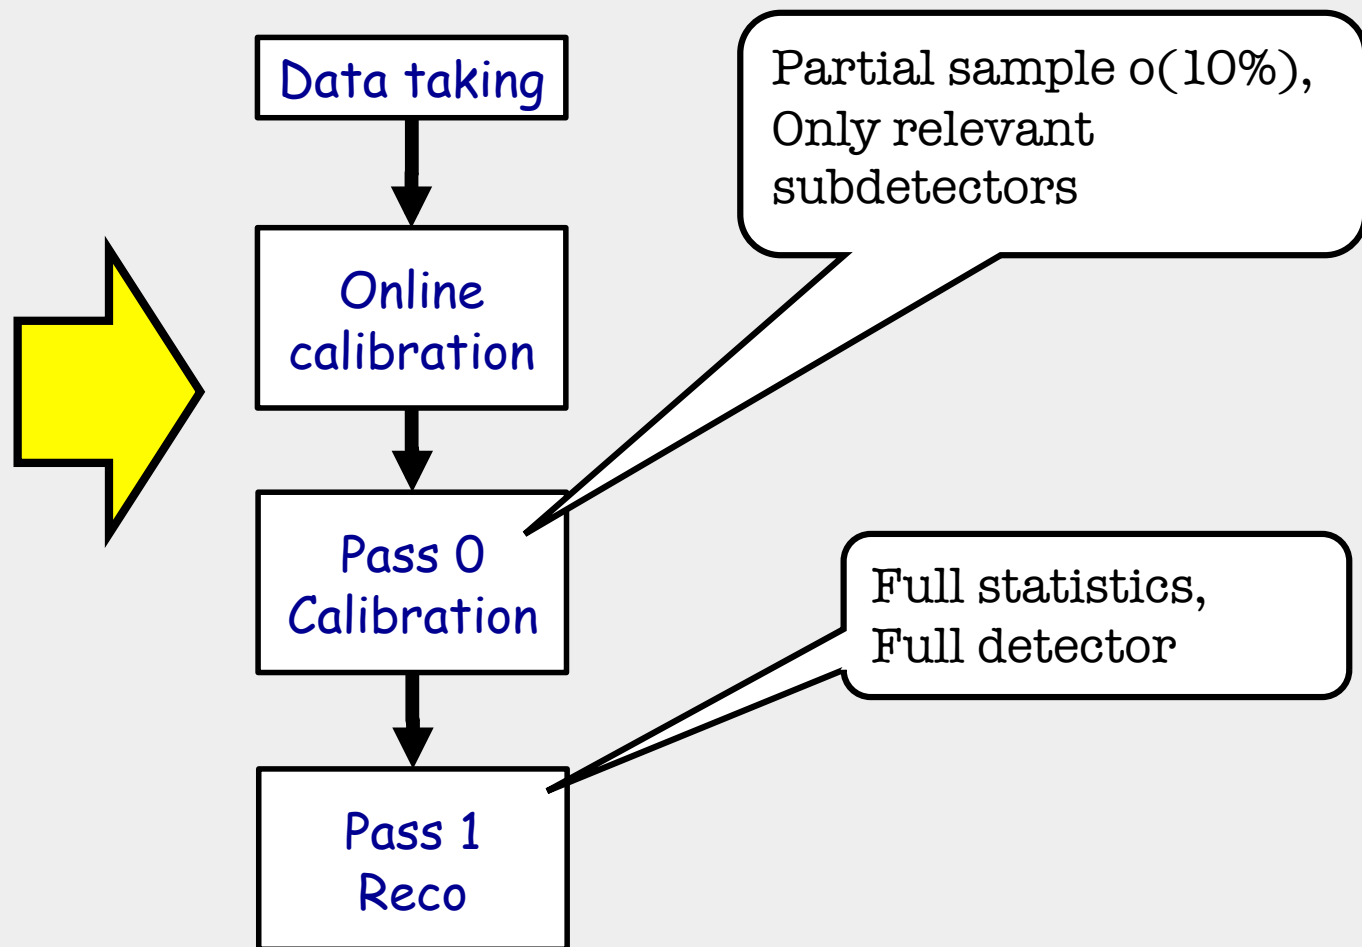 Data taking
Partial sample o(10%),
Only relevant
subdetectors
Online
calibration
Pass 0
Calibration
Full statistics,
Full detector
Pass 1
Reco